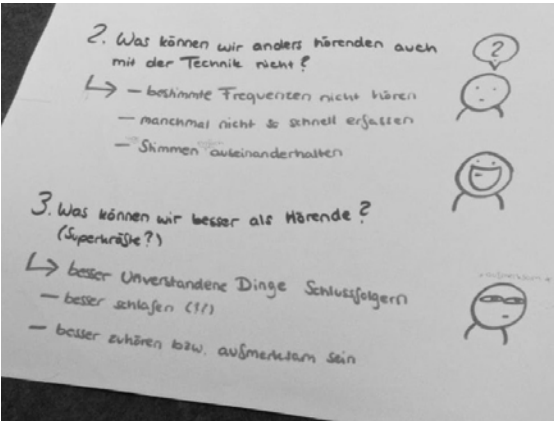 2. Was können wir anders hörenden auch
mit der Technik nicht?
?
↳ – bestimmte Frequenzen nicht hören
– manchmal nicht so schnell erfassen
– Stimmen auseinanderhalten
3. Was können wir besser als Hörende?
(Superkräfte?)
↳ besser Unverstandene Dinge Schlussfolgern
– besser schlafen (!!)
– besser zuhören bzw. aufmerksam sein